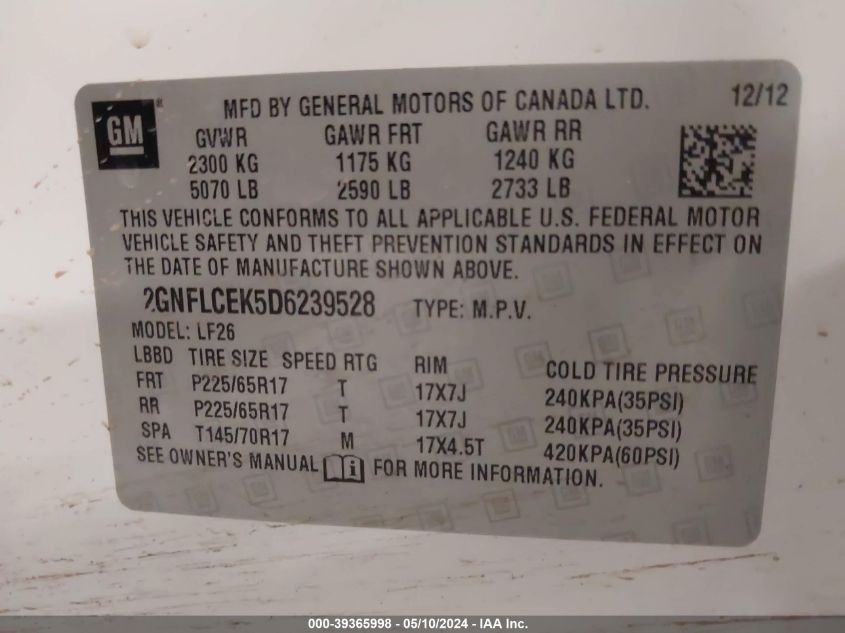 GM ® MFD BY GENERAL MOTORS OF CANADA LTD. 12/12
GVWR GAWR FRT GAWR RR
2300 KG 1175 KG 1240 KG
5070 LB 2590 LB 2733 LB
THIS VEHICLE CONFORMS TO ALL APPLICABLE U.S. FEDERAL MOTOR
VEHICLE SAFETY AND THEFT PREVENTION STANDARDS IN EFFECT ON
THE DATE OF MANUFACTURE SHOWN ABOVE.
2GNFLCEK5D6239528 TYPE: M.P.V.
MODEL: LF26
LBBD TIRE SIZE SPEED RTG RIM COLD TIRE PRESSURE
FRT P225/65R17 T 17X7J 240KPA(35PSI)
RR P225/65R17 T 17X7J 240KPA(35PSI)
SPA T145/70R17 M 17X4.5T 420KPA(60PSI)
SEE OWNER'S MANUAL i FOR MORE INFORMATION.
000-39365998 - 05/10/2024 - IAA Inc.